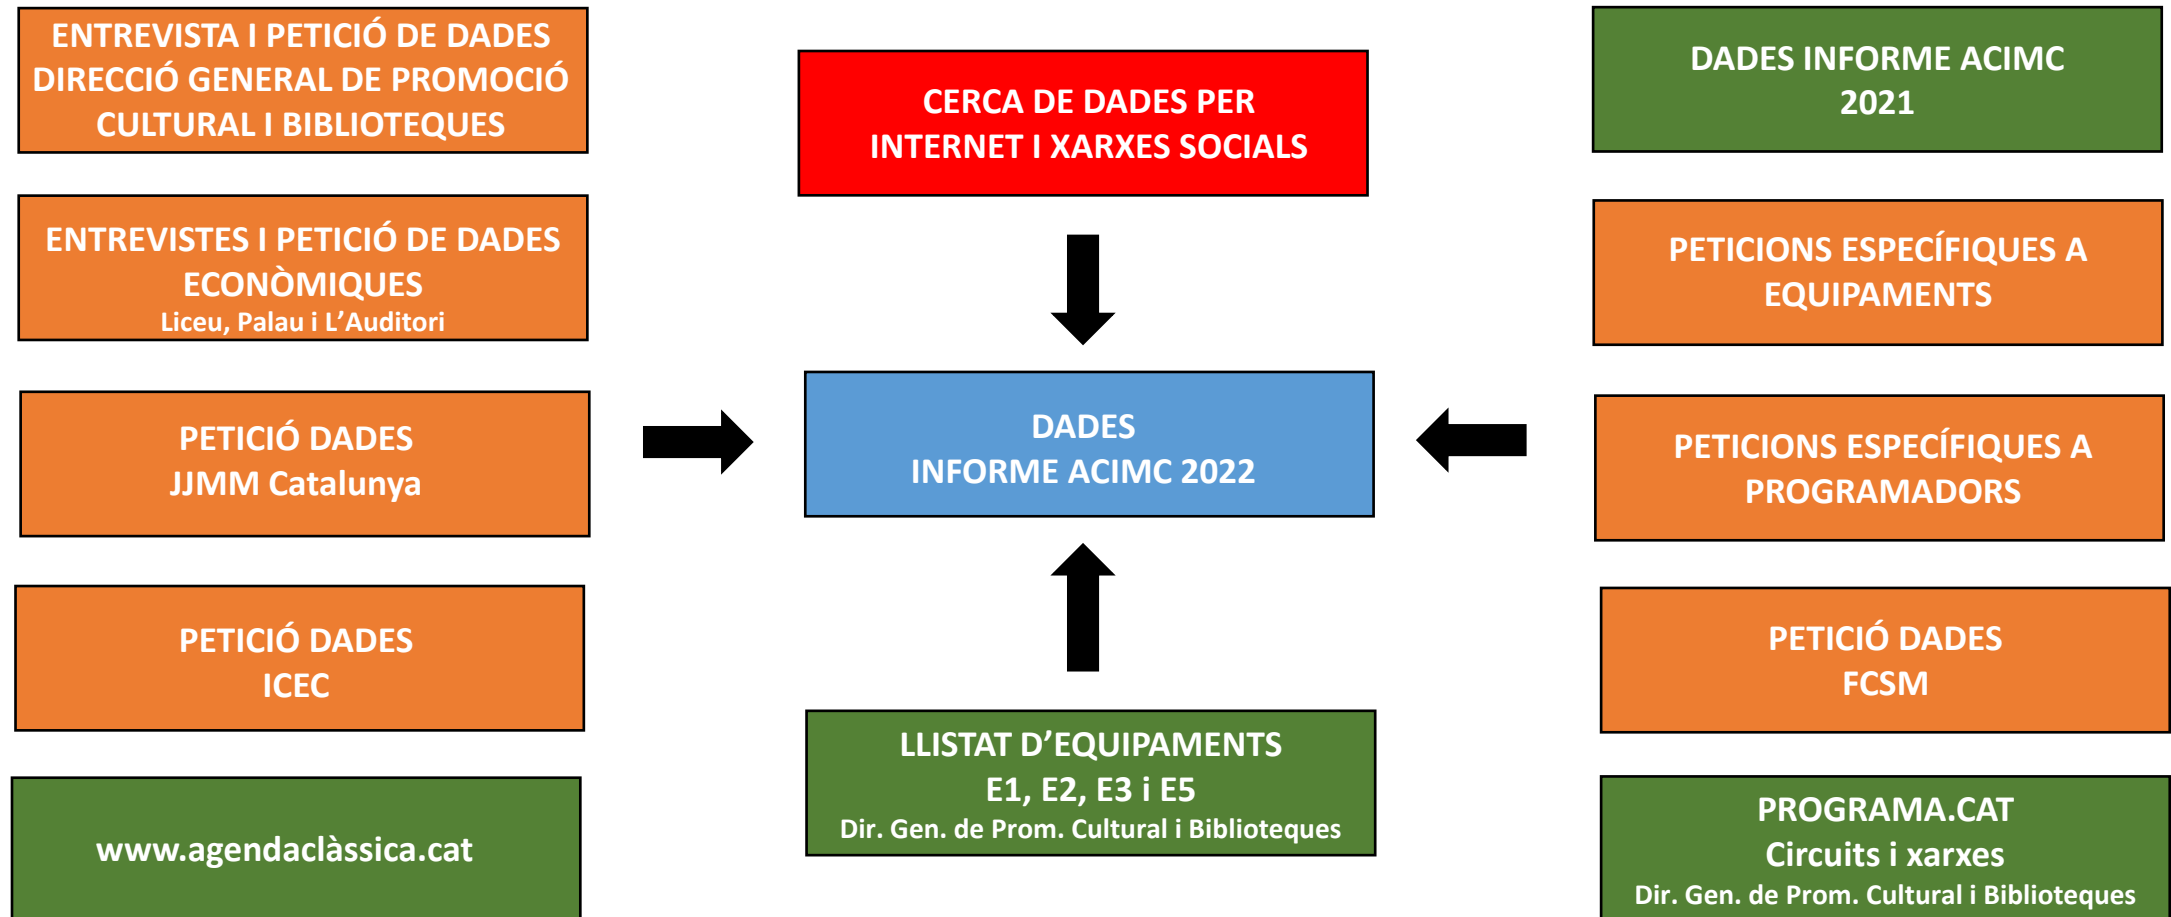 ENTREVISTA I PETICIÓ DE DADES
DIRECCIÓ GENERAL DE PROMOCIÓ
CULTURAL I BIBLIOTEQUES
ENTREVISTES I PETICIÓ DE DADES
ECONÒMIQUES
Liceu, Palau i L'Auditori
PETICIÓ DADES
JJMM Catalunya
PETICIÓ DADES
ICEC
www.agendaclàssica.cat
CERCA DE DADES PER
INTERNET I XARXES SOCIALS
DADES
INFORME ACIMC 2022
LLISTAT D'EQUIPAMENTS
E1, E2, E3 i E5
Dir. Gen. de Prom. Cultural i Biblioteques
DADES INFORME ACIMC
2021
PETICIONS ESPECÍFIQUES A
EQUIPAMENTS
PETICIONS ESPECÍFIQUES A
PROGRAMADORS
PETICIÓ DADES
FCSM
PROGRAMA.CAT
Circuits i xarxes
Dir. Gen. de Prom. Cultural i Biblioteques